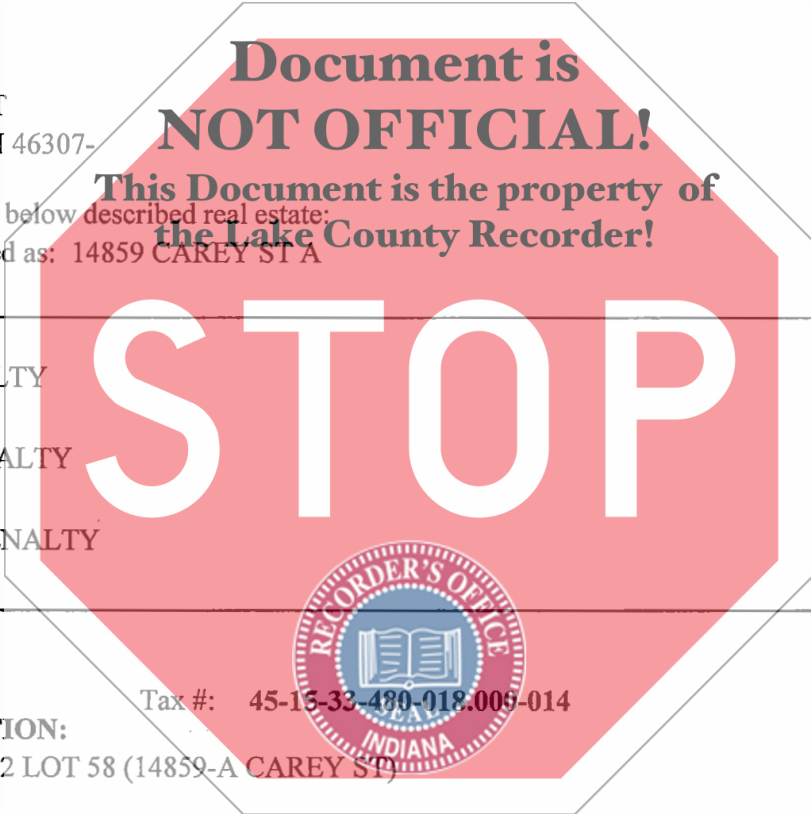 Document is
NOT OFFICIAL!
46307-
This Document is the property of
below described real estate:
the Lake County Recorder!
d as: 14859 CAREY ST A
LTY
STOP
ALTY
NALTY
RECORDER'S OFFICE
SEAL
INDIANA
Tax #: 45-15-33-480-018.000-014
TION:
2 LOT 58 (14859-A CAREY ST)